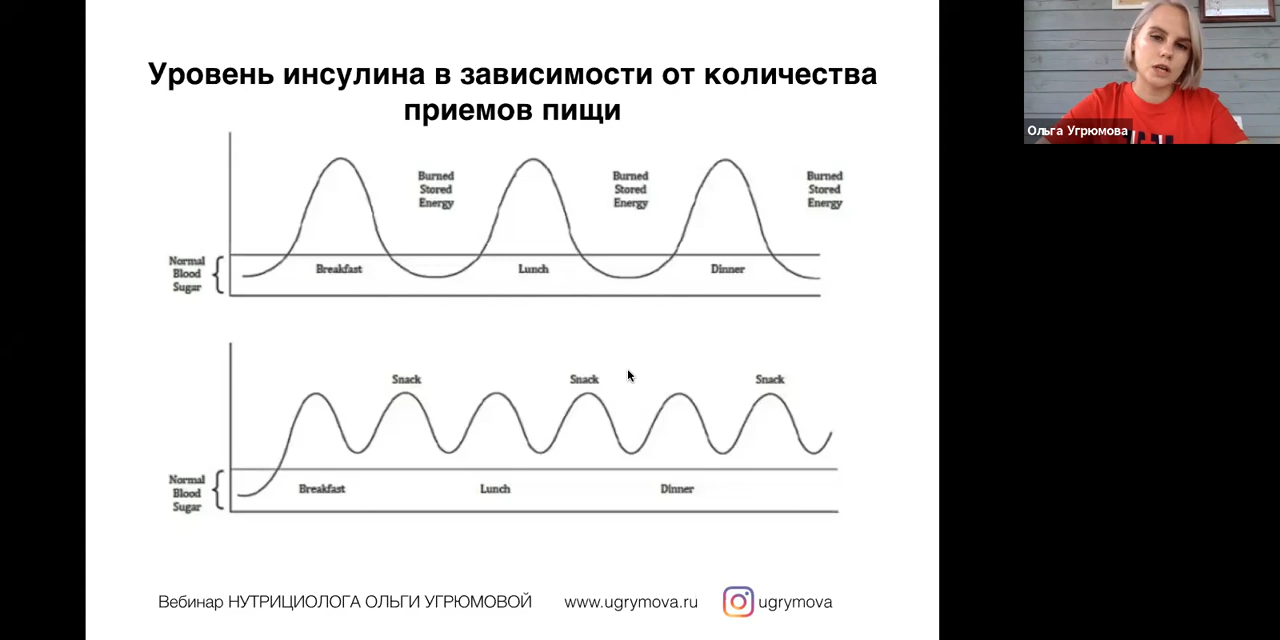 Уровень инсулина в зависимости от количества
приемов пищи
Burned
Stored
Energy
Burned
Stored
Energy
Burned
Stored
Energy
Normal
Blood
Sugar
Breakfast
Lunch
Dinner
Snack
Snack
Snack
Normal
Blood
Sugar
Breakfast
Lunch
Dinner
Вебинар НУТРИЦИОЛОГА ОЛЬГИ УГРЮМОВОЙ
www.ugrymova.ru
ugrymova
Ольга Угрюмова